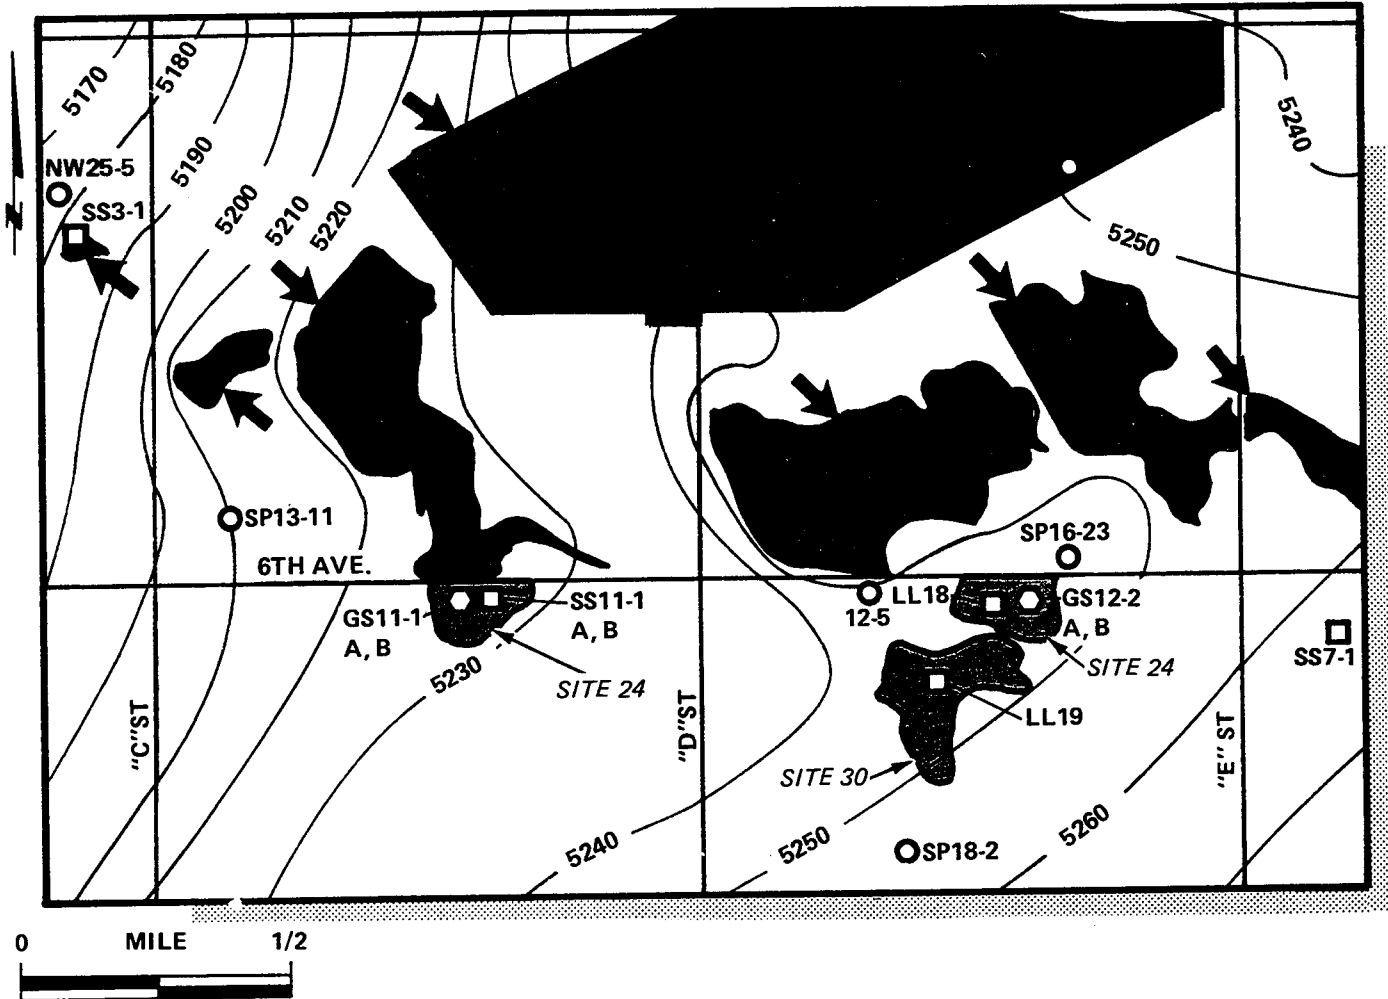 5170
5180
5190
5200
5210
5220
5240
5250
NW25-5
SS3-1
N
SP13-11
6TH AVE.
SP16-23
GS11-1
A, B
SS11-1
A, B
12-5
LL18
GS12-2
A, B
SS7-1
SITE 24
SITE 24
5230
"C" ST
"D" ST
"E" ST
LL19
SITE 30
5240
5250
5260
SP18-2
0 MILE 1/2